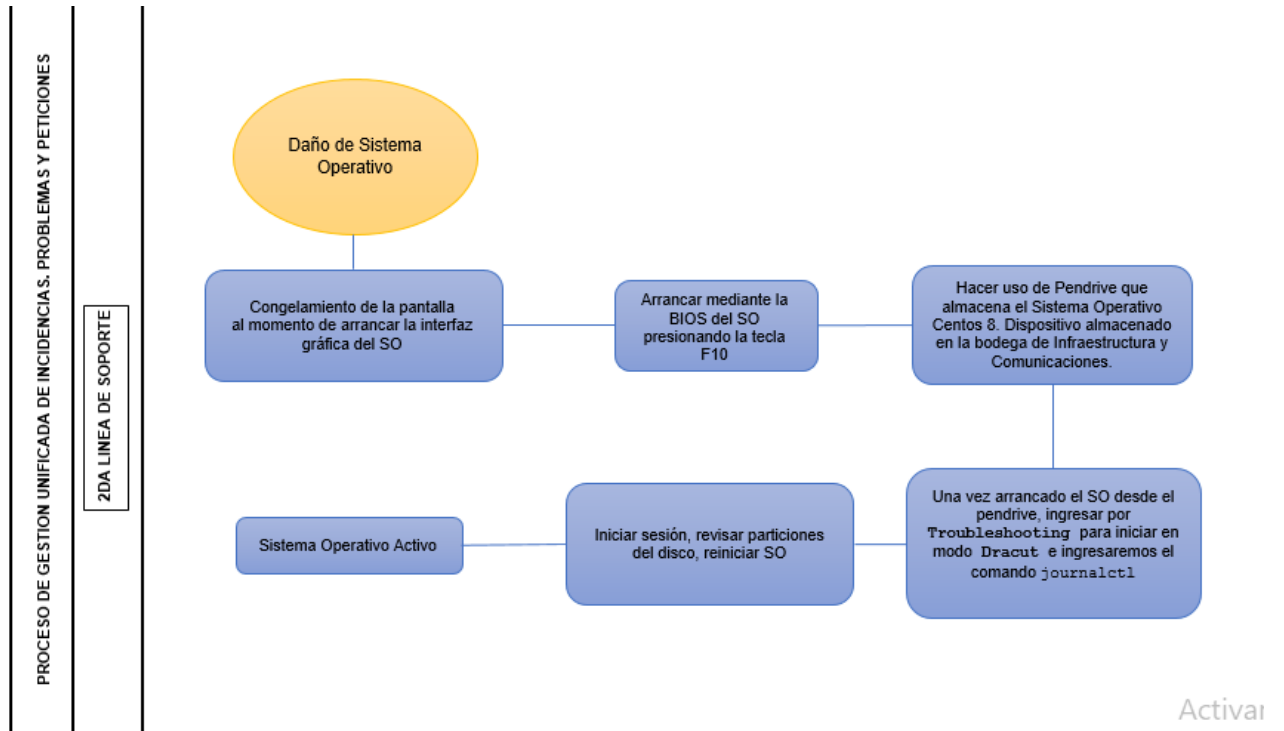 PROCESO DE GESTION UNIFICADA DE INCIDENCIAS. PROBLEMAS Y PETICIONES
2DA LINEA DE SOPORTE
Daño de Sistema
Operativo
Congelamiento de la pantalla
al momento de arrancar la interfaz
gráfica del SO
Arrancar mediante la
BIOS del SO
presionando la tecla
F10
Hacer uso de Pendrive que
almacena el Sistema Operativo
Centos 8. Dispositivo almacenado
en la bodega de Infraestructura y
Comunicaciones.
Una vez arrancado el SO desde el
pendrive, ingresar por
Troubleshooting para iniciar en
modo Dracut e ingresaremos el
comando journalctl
Iniciar sesión, revisar particiones
del disco, reiniciar SO
Sistema Operativo Activo
Activar